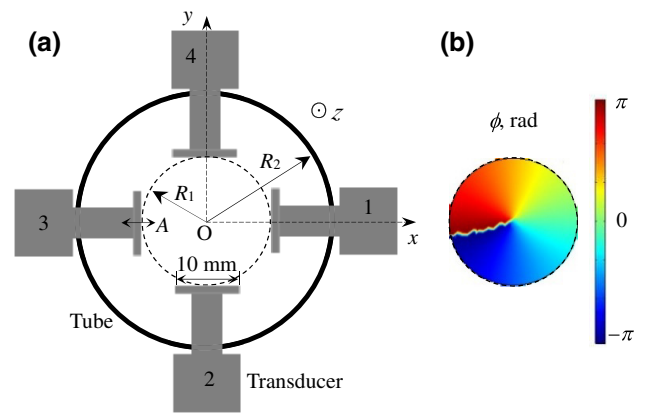 (a)
y
4
⊙ z
R2
R1
3
A
O
1
x
10 mm
Tube
2
Transducer
(b)
ϕ, rad
π
0
−π